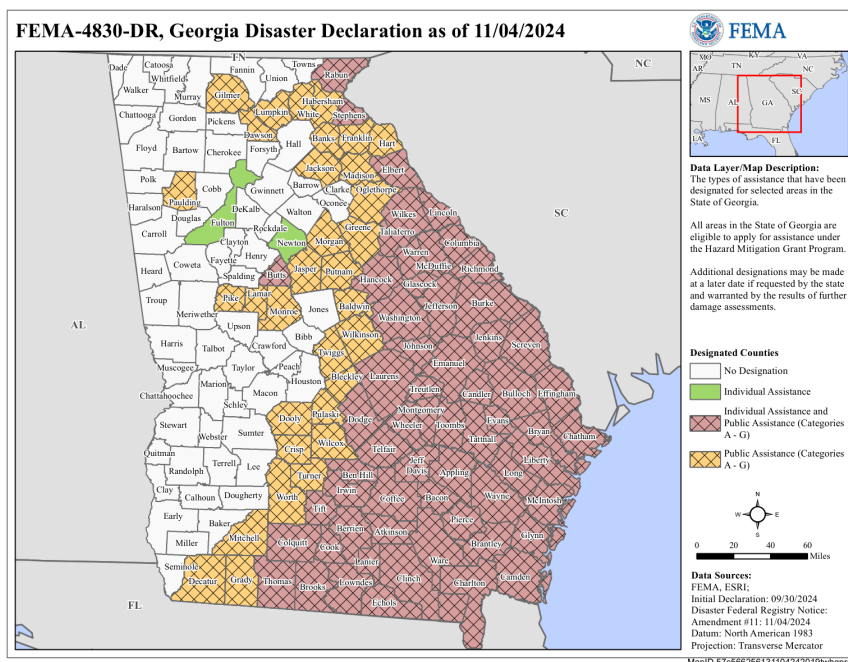 FEMA-4830-DR, Georgia Disaster Declaration as of 11/04/2024
FEMA
TN
NC
SC
AL
FL
Dade
Catoosa
Whitfield
Walker
Murray
Fannin
Union
Towns
Rabun
Gilmer
Chattooga
Gordon
Pickens
Lumpkin
White
Habersham
Stephens
Dawson
Floyd
Bartow
Cherokee
Forsyth
Hall
Banks
Franklin
Hart
Jackson
Madison
Elbert
Polk
Paulding
Cobb
Gwinnett
Barrow
Clarke
Oglethorpe
Oconee
Haralson
Douglas
DeKalb
Walton
Wilkes
Lincoln
Carroll
Fulton
Clayton
Rockdale
Newton
Morgan
Greene
Taliaferro
Columbia
Warren
McDuffie
Richmond
Heard
Coweta
Fayette
Henry
Spalding
Butts
Jasper
Putnam
Hancock
Glascock
Troup
Meriwether
Pike
Lamar
Monroe
Jones
Baldwin
Washington
Jefferson
Burke
Upson
Bibb
Wilkinson
Harris
Talbot
Crawford
Twiggs
Johnson
Jenkins
Screven
Muscogee
Taylor
Peach
Houston
Bleckley
Laurens
Emanuel
Chattahoochee
Marion
Macon
Treutlen
Candler
Bulloch
Effingham
Schley
Stewart
Webster
Sumter
Dooly
Pulaski
Dodge
Montgomery
Wheeler
Toombs
Evans
Tattnall
Bryan
Chatham
Quitman
Randolph
Terrell
Lee
Crisp
Wilcox
Telfair
Jeff
Davis
Appling
Long
Liberty
Clay
Calhoun
Dougherty
Worth
Turner
Ben Hill
Irwin
Coffee
Bacon
Wayne
McIntosh
Early
Baker
Mitchell
Tift
Berrien
Atkinson
Pierce
Brantley
Glynn
Miller
Colquitt
Cook
Lanier
Ware
Seminole
Decatur
Grady
Thomas
Brooks
Lowndes
Clinch
Echols
Charlton
Camden
MO
KY
VA
AR
TN
NC
MS
AL
GA
SC
LA
FL
Data Layer/Map Description:
The types of assistance that have been
designated for selected areas in the
State of Georgia.
All areas in the State of Georgia are
eligible to apply for assistance under
the Hazard Mitigation Grant Program.
Additional designations may be made
at a later date if requested by the state
and warranted by the results of further
damage assessments.
Designated Counties
No Designation
Individual Assistance
Individual Assistance and
Public Assistance (Categories
A - G)
Public Assistance (Categories
A - G)
N
W
E
S
0 20 40 60
Miles
Data Sources:
FEMA, ESRI;
Initial Declaration: 09/30/2024
Disaster Federal Registry Notice:
Amendment #11: 11/04/2024
Datum: North American 1983
Projection: Transverse Mercator